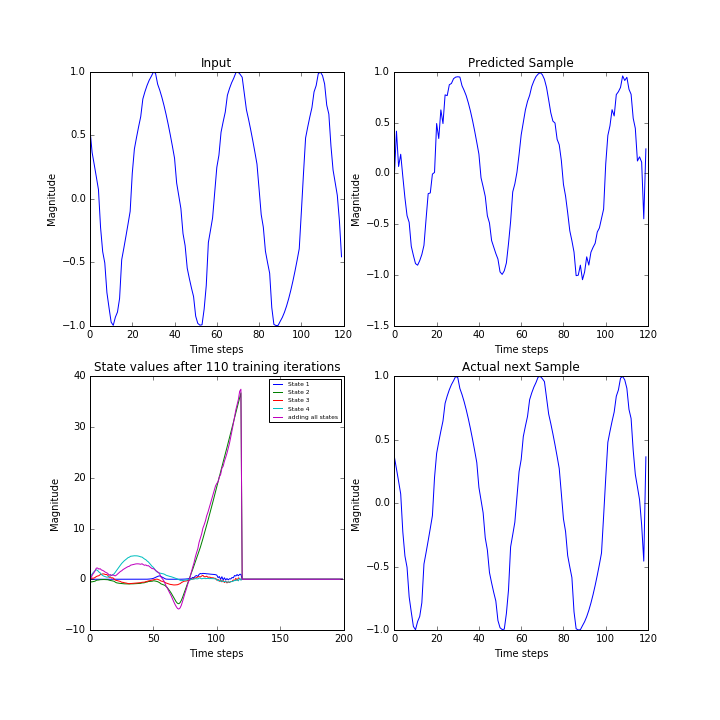 Input
Magnitude
1.0
0.5
0.0
−0.5
−1.0
0 20 40 60 80 100 120
Time steps
Predicted Sample
Magnitude
1.0
0.5
0.0
−0.5
−1.0
−1.5
0 20 40 60 80 100 120
Time steps
State values after 110 training iterations
Magnitude
40
30
20
10
0
−10
0 50 100 150 200
Time steps
State 1
State 2
State 3
State 4
adding all states
Actual next Sample
Magnitude
1.0
0.5
0.0
−0.5
−1.0
0 20 40 60 80 100 120
Time steps